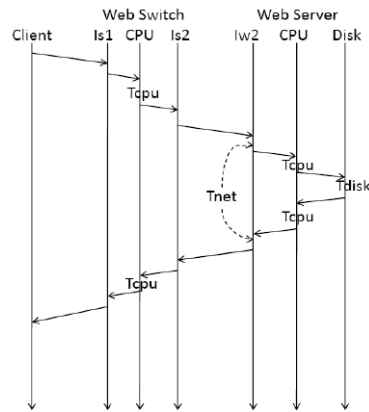 Web Switch Web Server
Client Is1 CPU Is2 Iw2 CPU Disk
Tcpu
Tcpu
Tdisk
Tnet
Tcpu
Tcpu